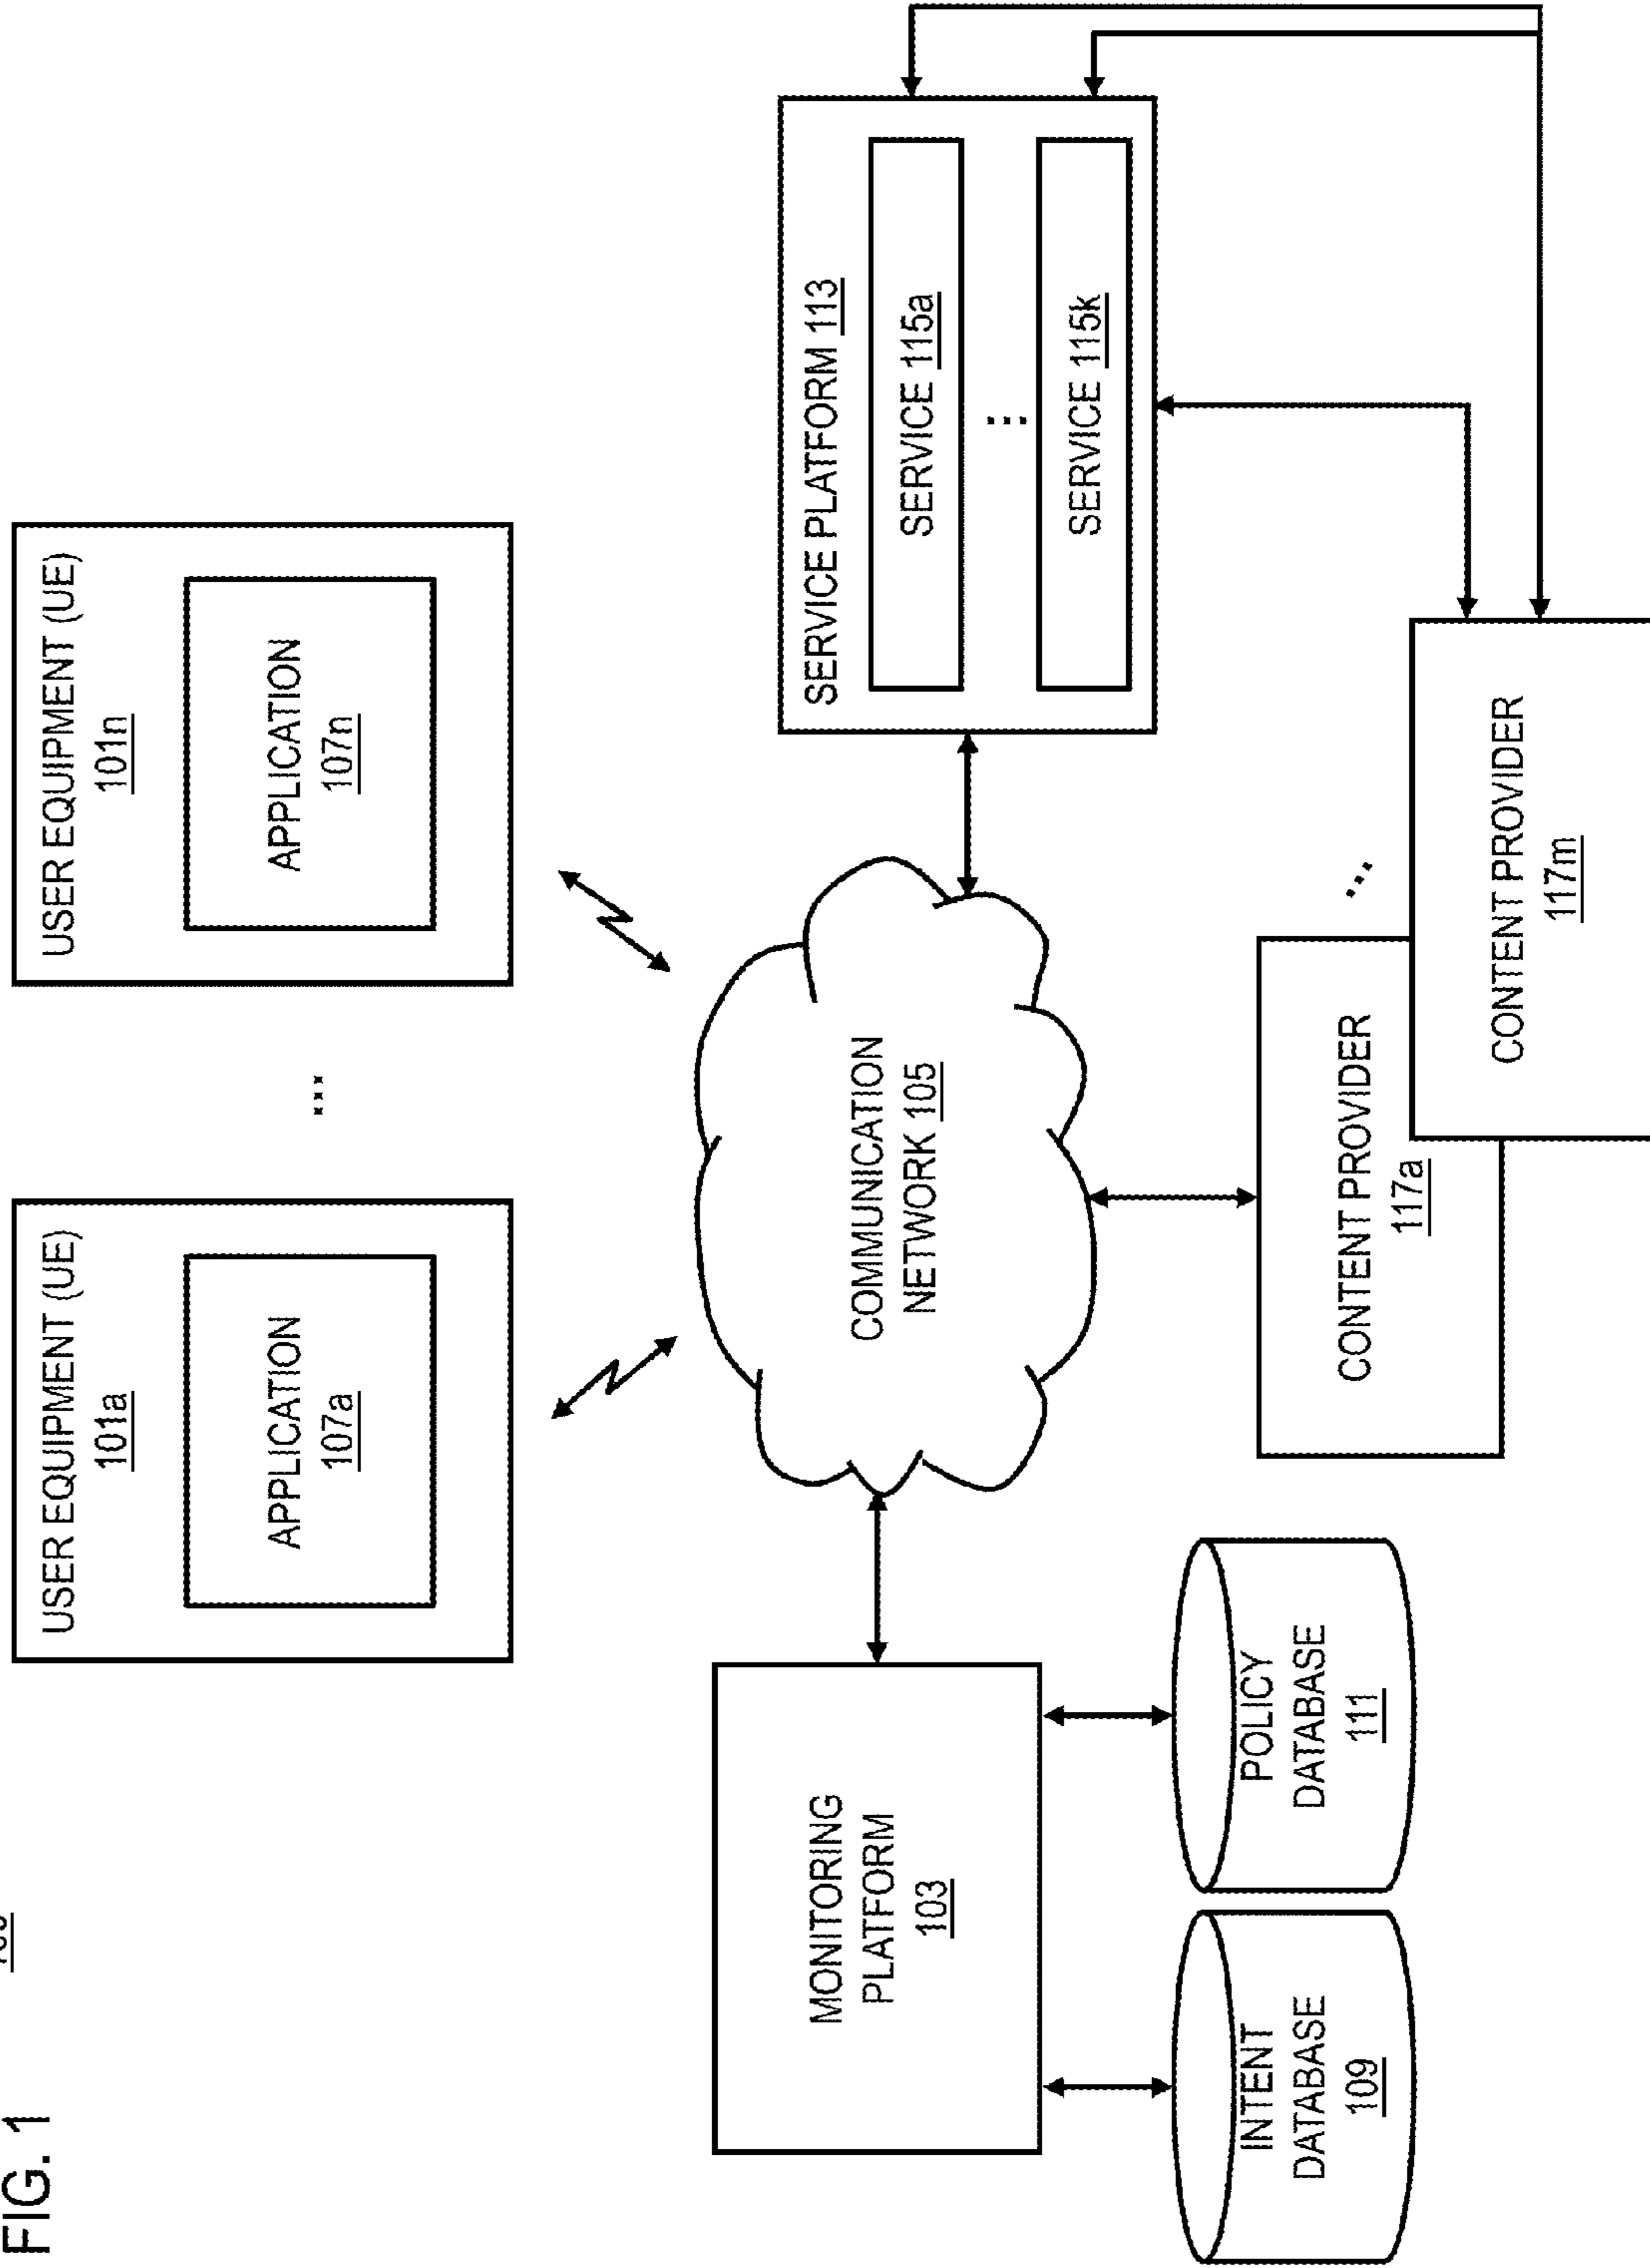 FIG. 1
USER EQUIPMENT (UE)
101a
APPLICATION
107a
...
USER EQUIPMENT (UE)
101n
APPLICATION
107n
MONITORING
PLATFORM
103
COMMUNICATION
NETWORK 105
SERVICE PLATFORM 113
SERVICE 115a
...
SERVICE 115k
INTENT
DATABASE
109
POLICY
DATABASE
111
CONTENT PROVIDER
117a
...
CONTENT PROVIDER
117m